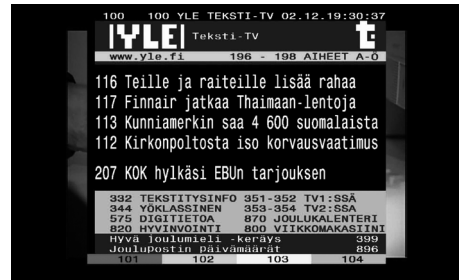 100 100 YLE TEKSTI-TV 02.12.19:30:37
YLE Teksti-TV t:
www.yle.fi 196 - 198 AIHEET A-Ö
116 Teille ja raiteille lisää rahaa
117 Finnair jatkaa Thaimaan-lentoja
113 Kunniamerkin saa 4 600 suomalaista
112 Kirkonpoltosta iso korvausvaatimus
207 KOK hylkäsi EBUn tarjouksen
332 TEKSTITYSINFO 351-352 TV1:SSÄ
344 YÖKLASSINEN 353-354 TV2:SSA
575 DIGITIETOA 870 JOULUKALENTERI
820 HYVINVOINTI 800 VIIKKOMAKASIINI
Hyvä joulumieli -keräys 399
Joulupostin päivämäärät 896
101 102 103 104